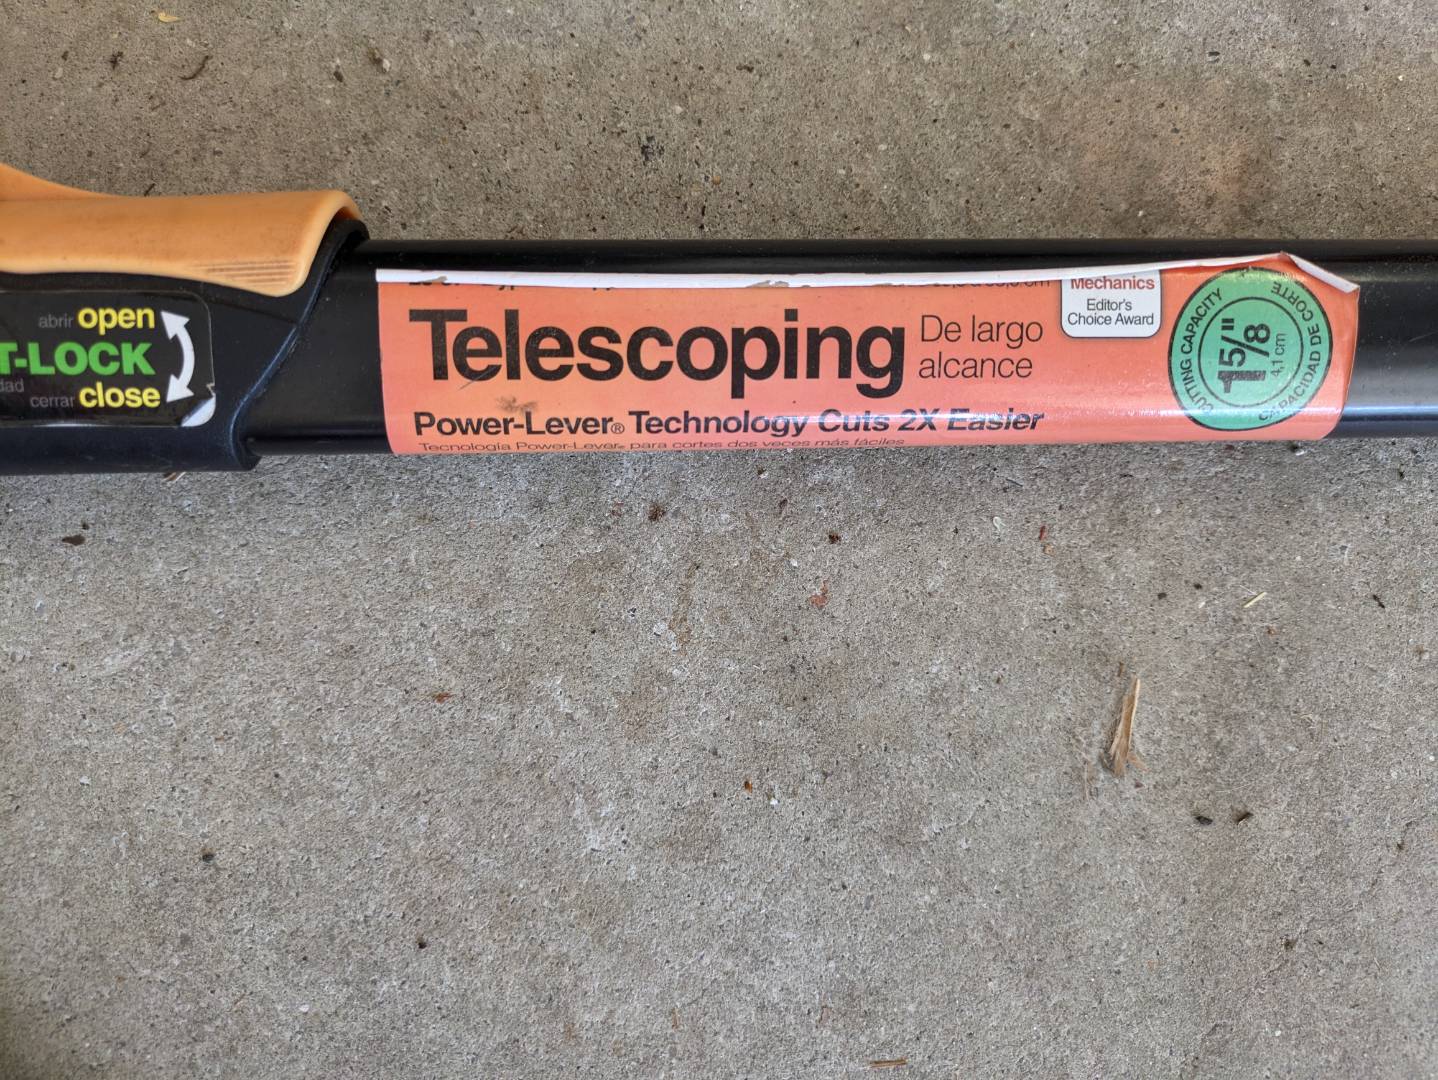 abrir open
T-LOCK
dad
cerrar close
Telescoping
De largo
alcance
Power-Lever® Technology Cuts 2X Easier
Tecnología Power-Lever® para cortes dos veces más fáciles
Mechanics
Editor's
Choice Award
CUTTING CAPACITY
1 5/8"
4,1 cm
CAPACIDAD DE CORTE